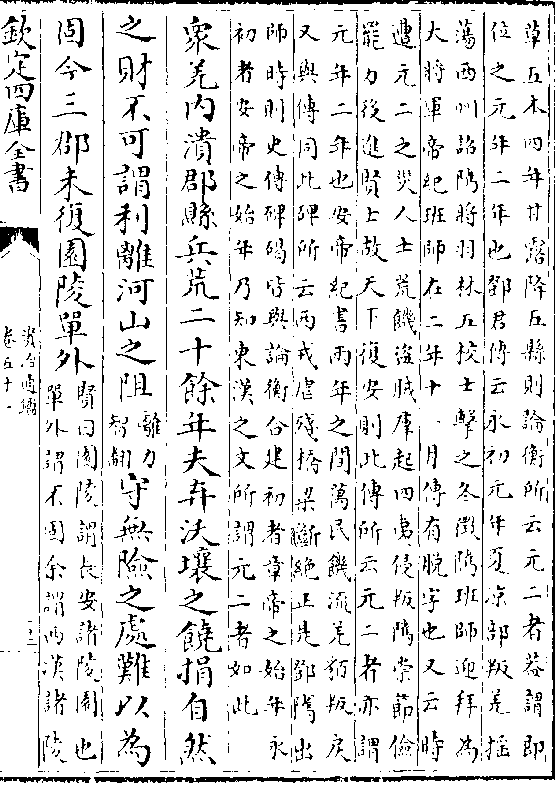 草五本四年甘露降五縣則論衡所云元二者蓋謂即
位之元年二年也鄧君傳云永初元年夏涼部叛羌揺
蕩西州詔隲將羽林五校士擊之冬徵隲班師迎拜為
大將軍帝紀班師在二年十一月傳有脫字也又云時
遭元二之災人士荒饑盜賊羣起四夷侵叛隲崇節儉
罷力役進賢士故天下復安則此傳所云元二者亦謂
元年二年也安帝紀書兩年之間萬民饑流羌貊叛戾
又與傳同此碑所云西戎虐殘橋梁斷絶正是鄧隲出
師時則史傳碑碣皆與論衡合建初者章帝之始年永
初者安帝之始年乃知東漢之文所謂元二者如此
衆羌内潰郡縣兵荒二十餘年夫弃沃壤之饒捐自然
之財不可謂利離河山之阻離力智翻守無險之處難以為
固今三郡未復園陵單外賢曰園陵謂長安諸陵園也單外謂不固余謂西漢諸陵
欽定四庫全書
資治通鑑
卷五十一